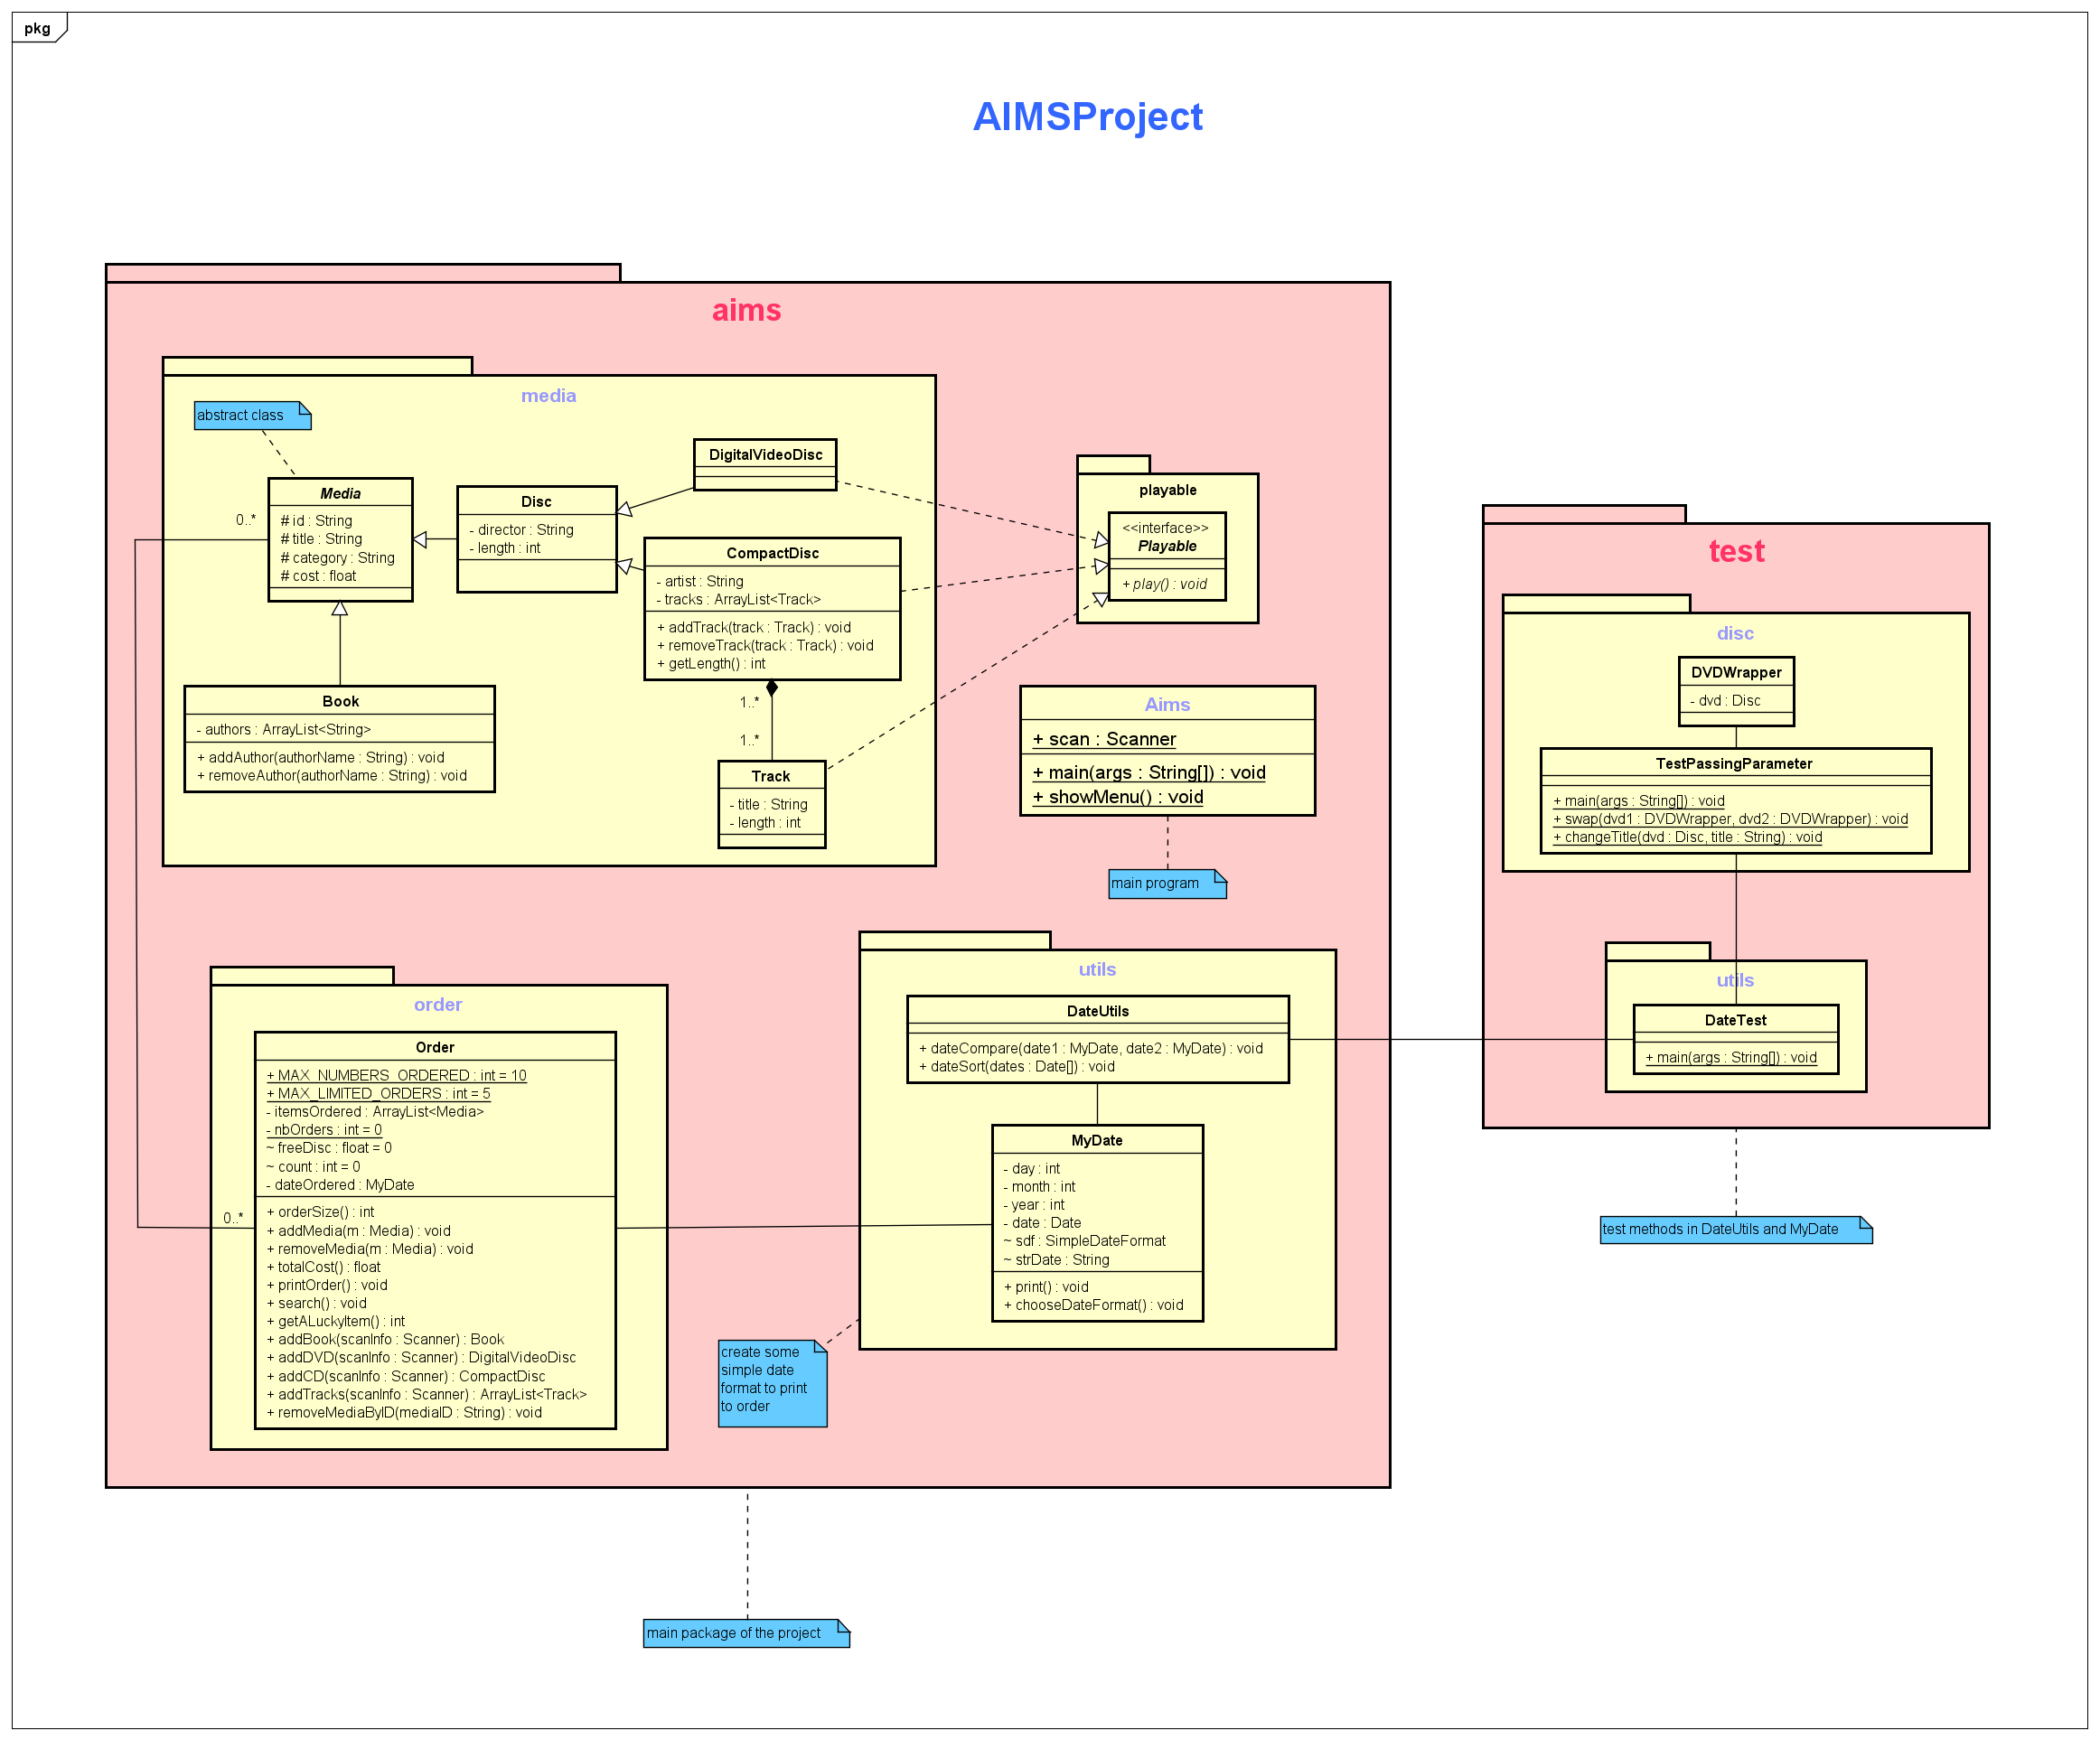 pkg
AIMSProject
aims
media
abstract class
Media
# id : String
# title : String
# category : String
# cost : float
0..*
Disc
- director : String
- length : int
DigitalVideoDisc
CompactDisc
- artist : String
- tracks : ArrayList<Track>
+ addTrack(track : Track) : void
+ removeTrack(track : Track) : void
+ getLength() : int
1..*
1..*
Book
- authors : ArrayList<String>
+ addAuthor(authorName : String) : void
+ removeAuthor(authorName : String) : void
Track
- title : String
- length : int
playable
<<interface>>
Playable
+ play() : void
Aims
+ scan : Scanner
+ main(args : String[]) : void
+ showMenu() : void
main program
order
Order
+ MAX_NUMBERS_ORDERED : int = 10
+ MAX_LIMITED_ORDERS : int = 5
- itemsOrdered : ArrayList<Media>
- nbOrders : int = 0
~ freeDisc : float = 0
~ count : int = 0
- dateOrdered : MyDate
0..*
+ orderSize() : int
+ addMedia(m : Media) : void
+ removeMedia(m : Media) : void
+ totalCost() : float
+ printOrder() : void
+ search() : void
+ getALuckyItem() : int
+ addBook(scanInfo : Scanner) : Book
+ addDVD(scanInfo : Scanner) : DigitalVideoDisc
+ addCD(scanInfo : Scanner) : CompactDisc
+ addTracks(scanInfo : Scanner) : ArrayList<Track>
+ removeMediaByID(mediaID : String) : void
utils
DateUtils
+ dateCompare(date1 : MyDate, date2 : MyDate) : void
+ dateSort(dates : Date[]) : void
MyDate
- day : int
- month : int
- year : int
- date : Date
~ sdf : SimpleDateFormat
~ strDate : String
+ print() : void
+ chooseDateFormat() : void
create some
simple date
format to print
to order
main package of the project
test
disc
DVDWrapper
- dvd : Disc
TestPassingParameter
+ main(args : String[]) : void
+ swap(dvd1 : DVDWrapper, dvd2 : DVDWrapper) : void
+ changeTitle(dvd : Disc, title : String) : void
utils
DateTest
+ main(args : String[]) : void
test methods in DateUtils and MyDate